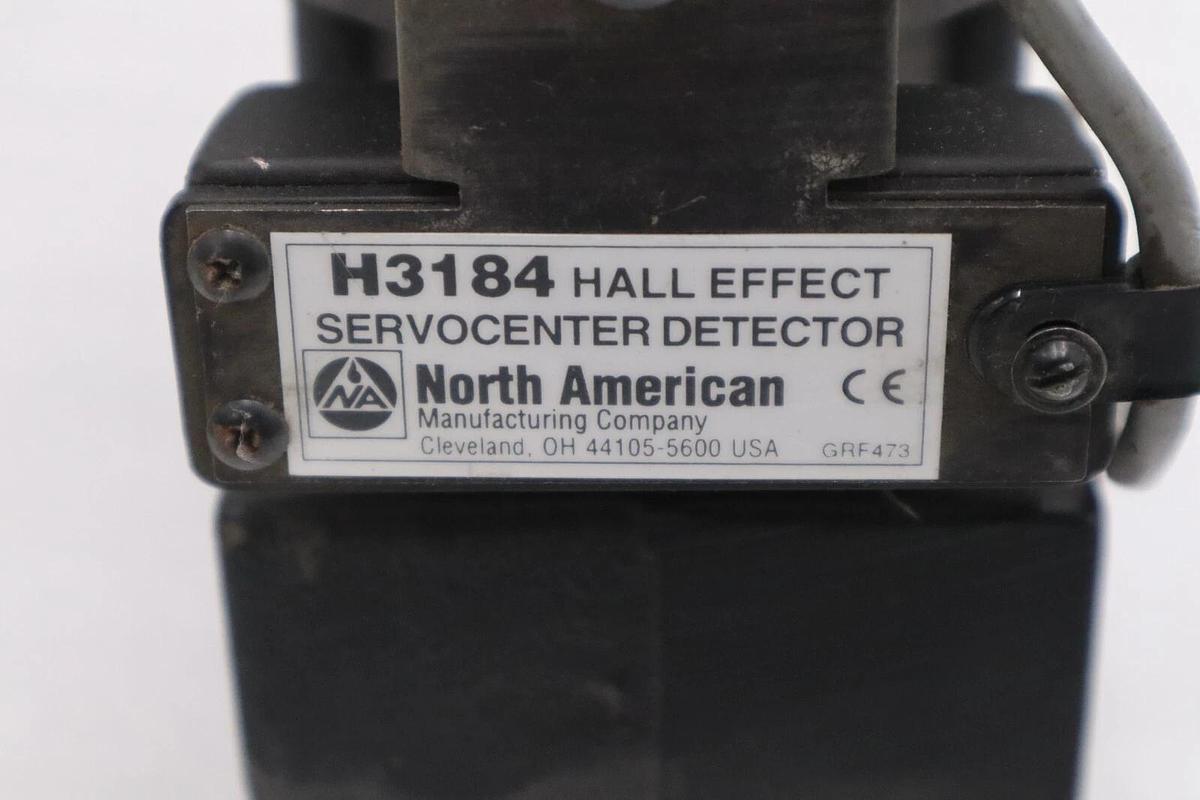 H3184 HALL EFFECT
SERVOCENTER DETECTOR
NA
North American
CE
Manufacturing Company
Cleveland, OH 44105-5600 USA
GRF473